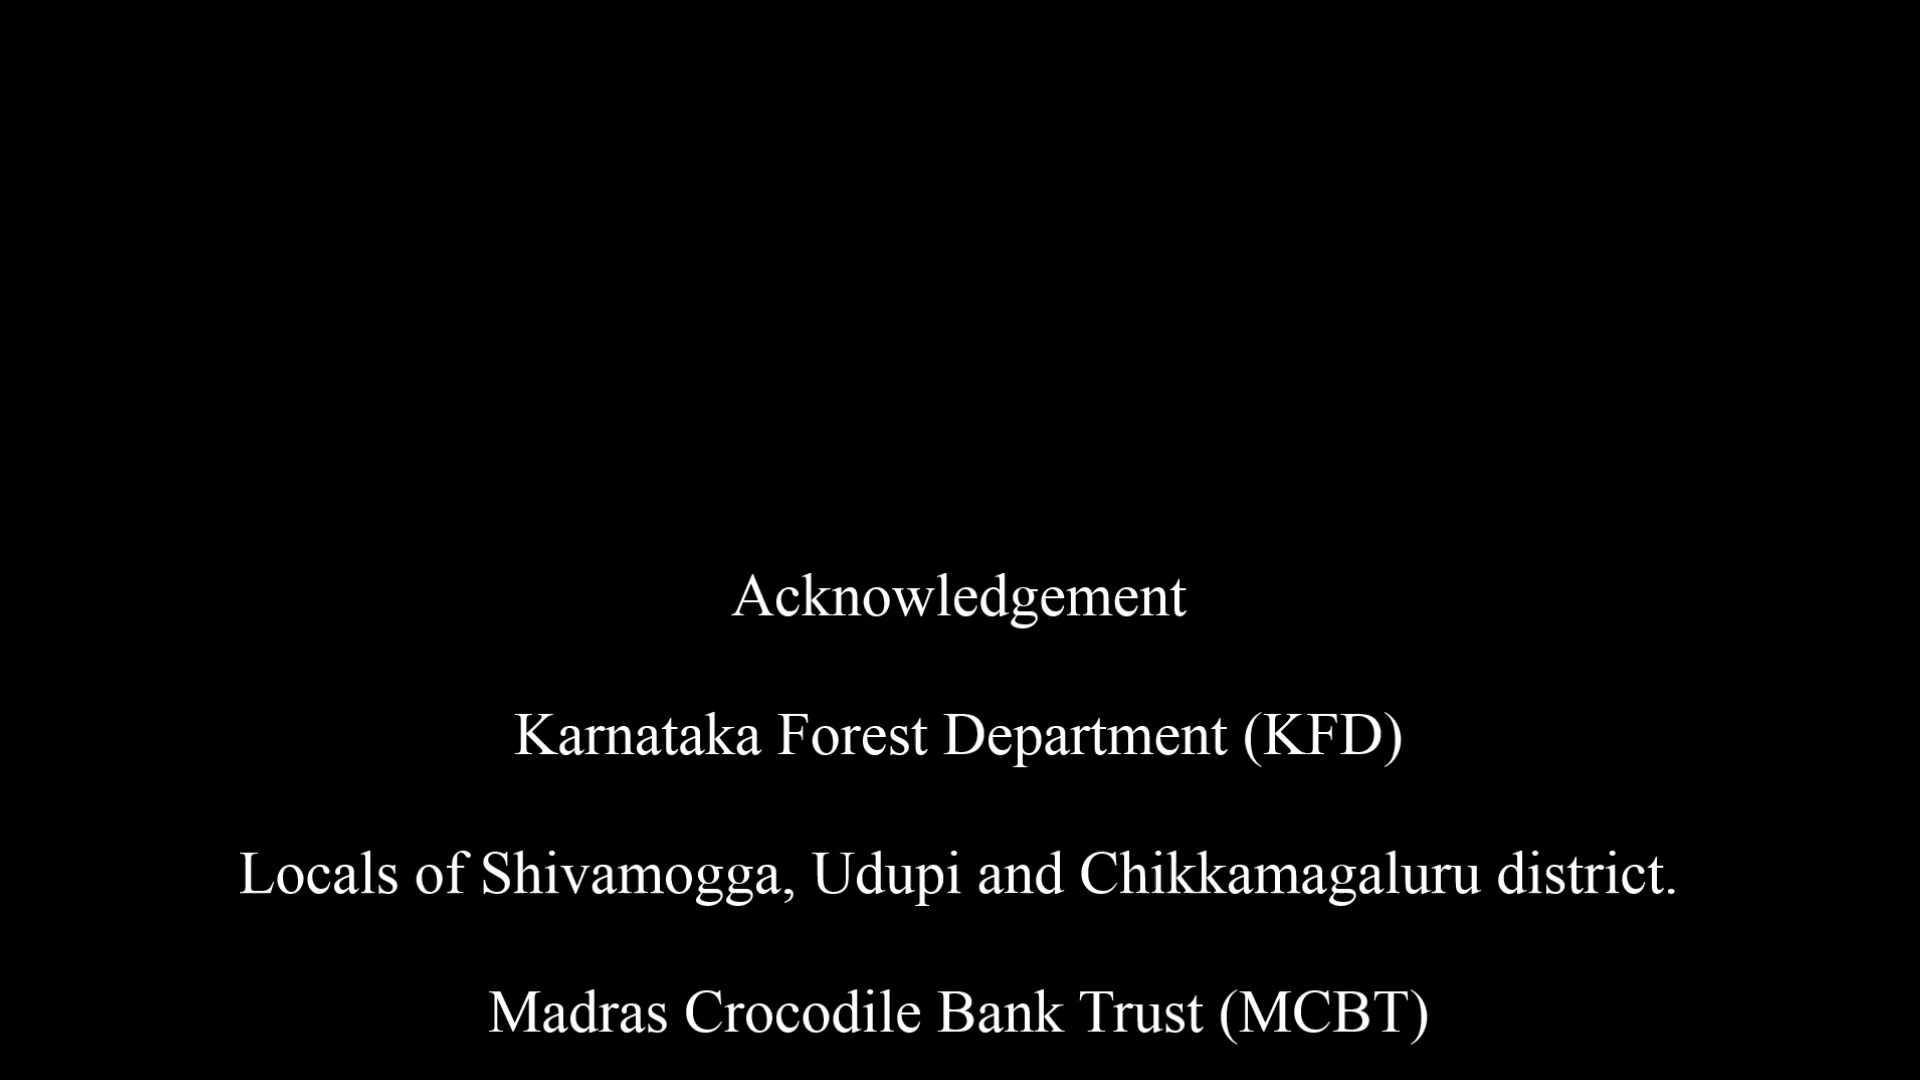 Acknowledgement
Karnataka Forest Department (KFD)
Locals of Shivamogga, Udupi and Chikkamagaluru district.
Madras Crocodile Bank Trust (MCBT)